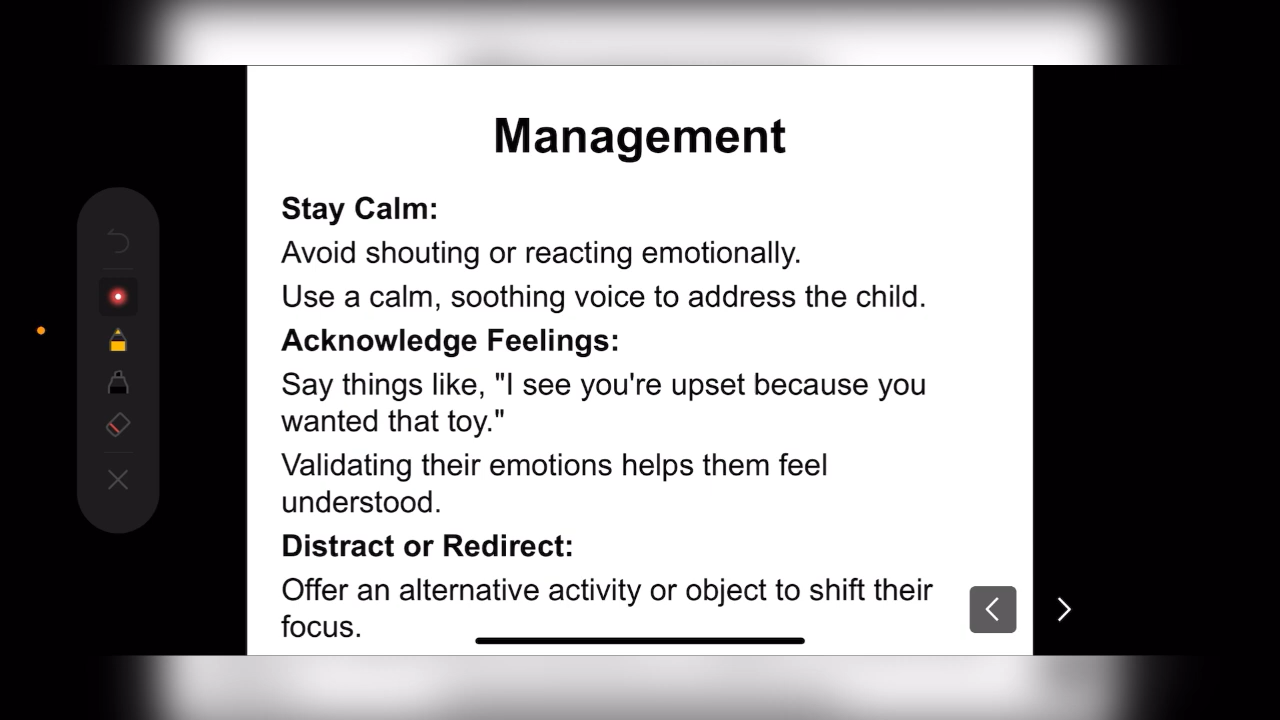 Management
Stay Calm:
Avoid shouting or reacting emotionally.
Use a calm, soothing voice to address the child.
Acknowledge Feelings:
Say things like, "I see you're upset because you
wanted that toy."
Validating their emotions helps them feel
understood.
Distract or Redirect:
Offer an alternative activity or object to shift their
focus.